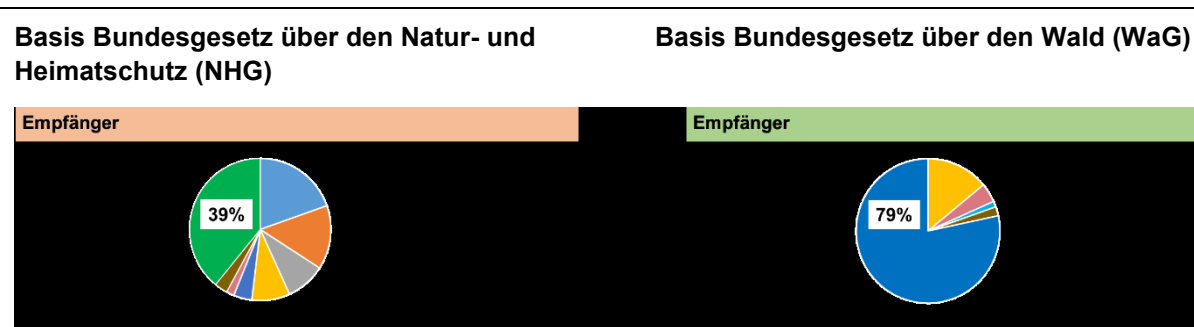 Basis Bundesgesetz über den Natur- und
Heimatschutz (NHG)
Basis Bundesgesetz über den Wald (WaG)
Empfänger
Empfänger
39%
79%